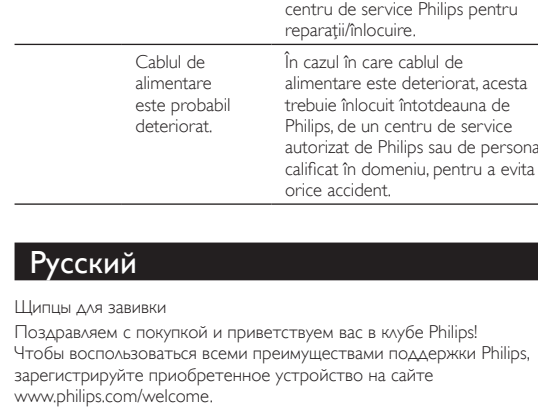 centru de service Philips pentru
reparaţii/înlocuire.
Cablul de
alimentare
este probabil
deteriorat.
În cazul în care cablul de
alimentare este deteriorat, acesta
trebuie înlocuit întotdeauna de
Philips, de un centru de service
autorizat de Philips sau de persona
calificat în domeniu, pentru a evita
orice accident.
Русский
Щипцы для завивки
Поздравляем с покупкой и приветствуем вас в клубе Philips!
Чтобы воспользоваться всеми преимуществами поддержки Philips,
зарегистрируйте приобретенное устройство на сайте
www.philips.com/welcome.